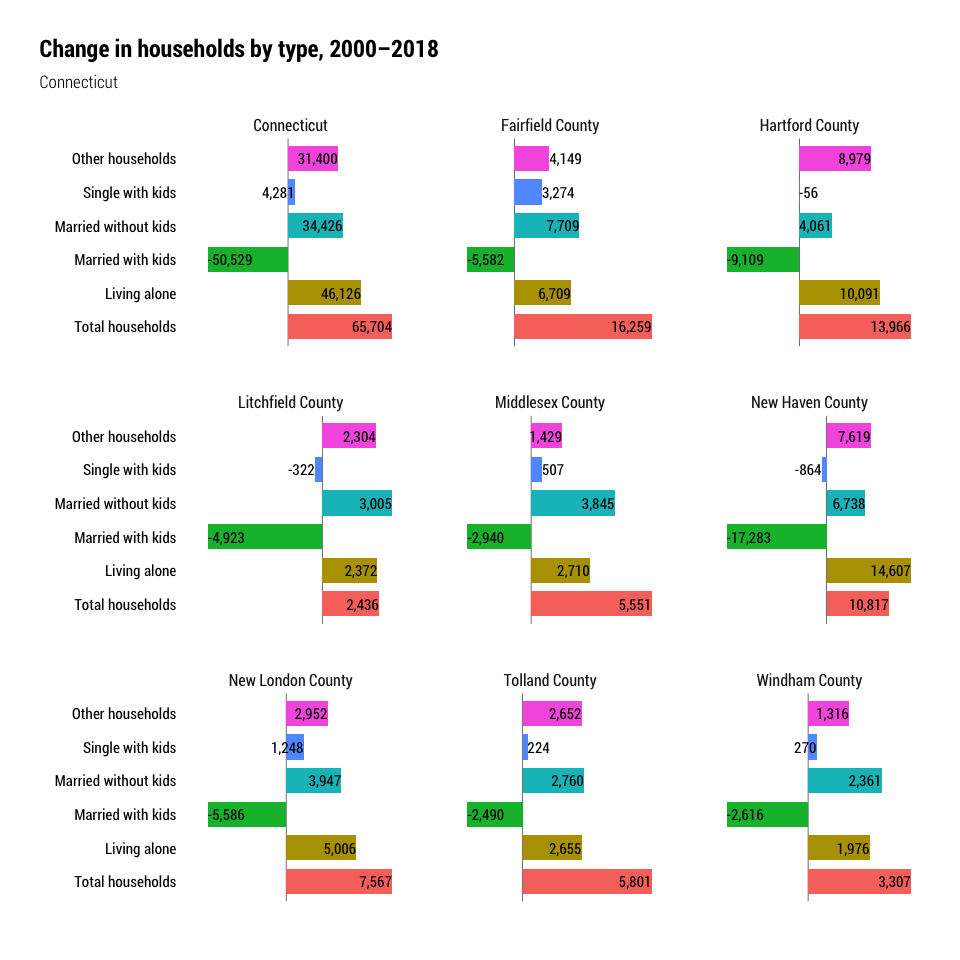 Change in households by type, 2000–2018
Connecticut
Connecticut Fairfield County Hartford County
Other households 31,400 4,149 8,979
Single with kids 4,281 3,274 -56
Married without kids 34,426 7,709 4,061
Married with kids -50,529 -5,582 -9,109
Living alone 46,126 6,709 10,091
Total households 65,704 16,259 13,966
Litchfield County Middlesex County New Haven County
Other households 2,304 1,429 7,619
Single with kids -322 507 -864
Married without kids 3,005 3,845 6,738
Married with kids -4,923 -2,940 -17,283
Living alone 2,372 2,710 14,607
Total households 2,436 5,551 10,817
New London County Tolland County Windham County
Other households 2,952 2,652 1,316
Single with kids 1,248 224 270
Married without kids 3,947 2,760 2,361
Married with kids -5,586 -2,490 -2,616
Living alone 5,006 2,655 1,976
Total households 7,567 5,801 3,307